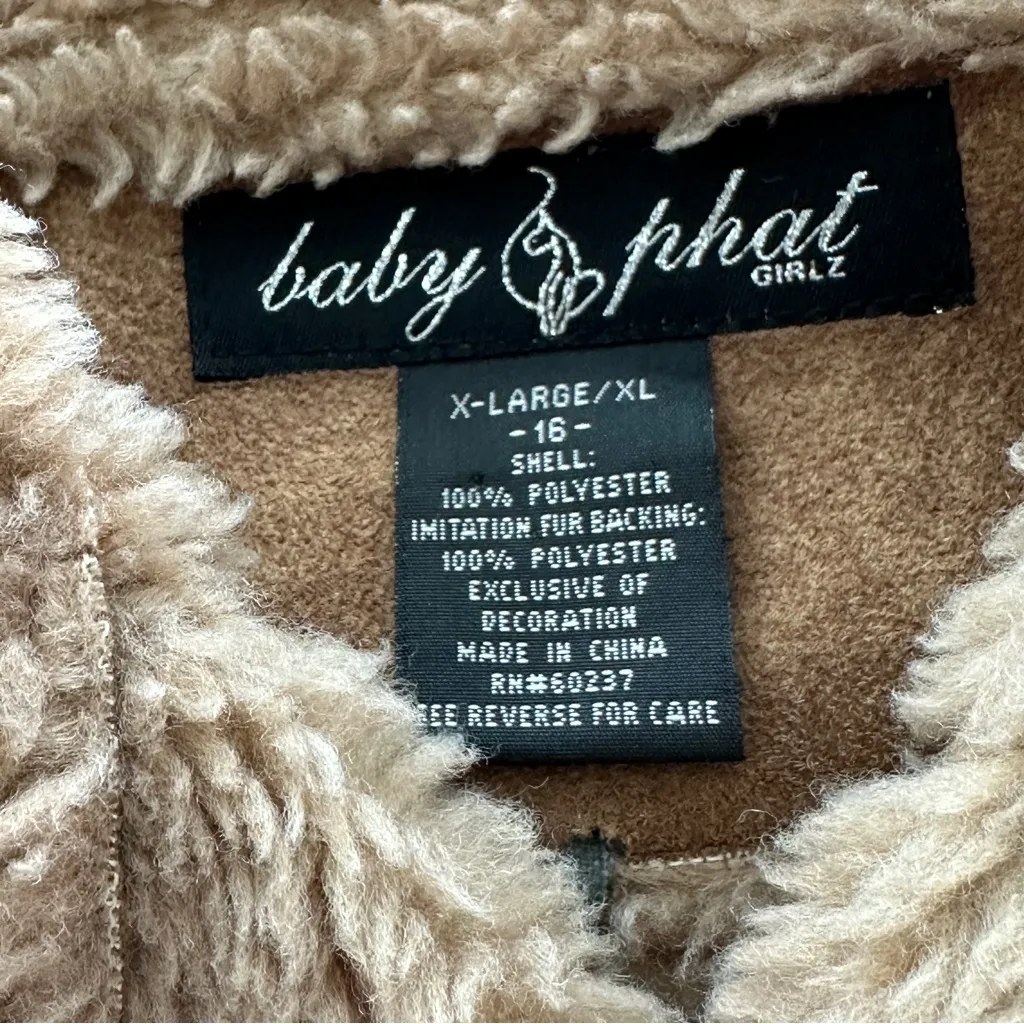 baby phat
GIRLZ
X-LARGE/XL
-16-
SHELL:
100% POLYESTER
IMITATION FUR BACKING:
100% POLYESTER
EXCLUSIVE OF
DECORATION
MADE IN CHINA
RN#60237
SEE REVERSE FOR CARE